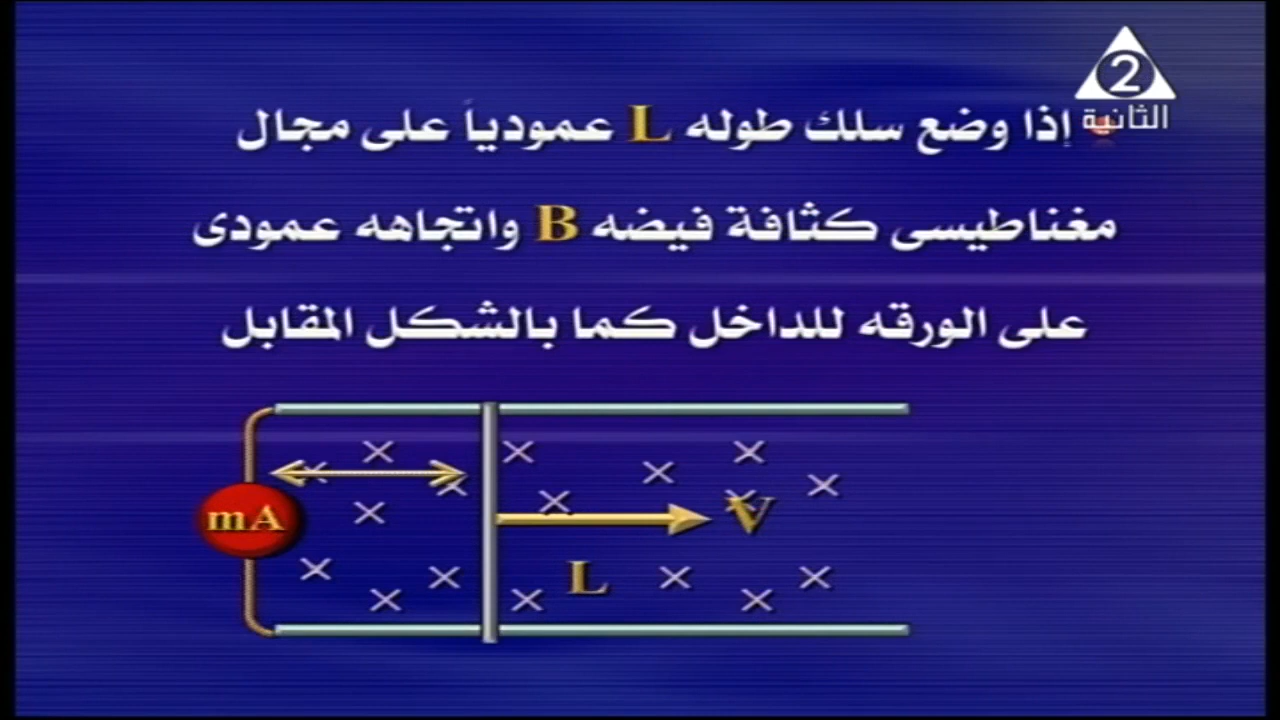 2
الثانية
إذا وضع سلك طوله L عمودياً على مجال
مغناطيسى كثافة فيضه B واتجاهه عمودى
على الورقه للداخل كما بالشكل المقابل
mA
V
L